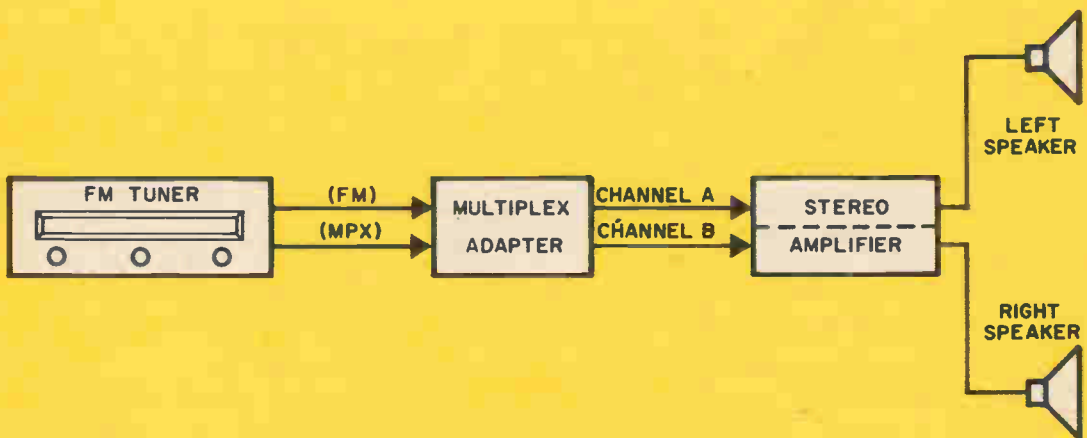 FM TUNER
(FM)
(MPX)
MULTIPLEX
ADAPTER
CHANNEL A
CHANNEL B
STEREO
AMPLIFIER
LEFT
SPEAKER
RIGHT
SPEAKER